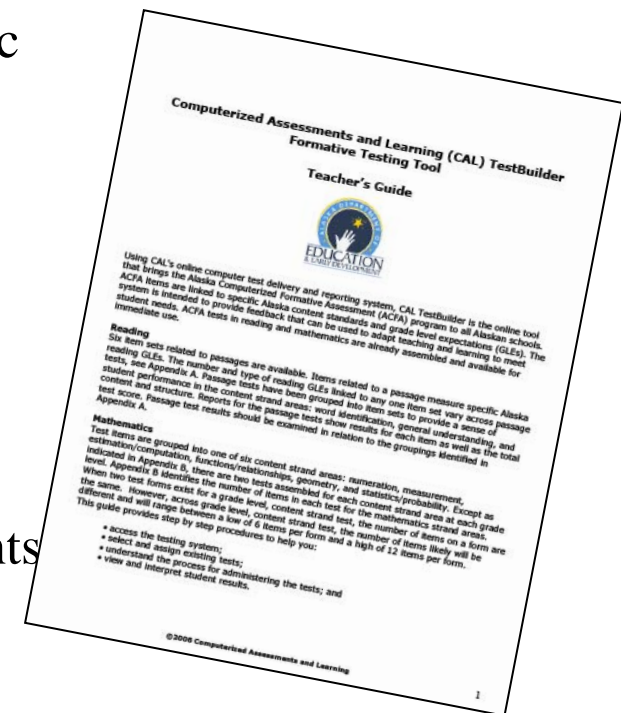 c
Computerized Assessments and Learning (CAL) TestBuilder
Formative Testing Tool
Teacher's Guide
EDUCATION
& EARLY DEVELOPMENT
Using CAL's online computer test delivery and reporting system, CAL TestBuilder is the online tool
that brings the Alaska Computerized Formative Assessment (ACFA) program to all Alaskan schools.
ACFA items are linked to specific Alaska content standards and grade level expectations (GLEs). The
system is intended to provide feedback that can be used to adapt teaching and learning to meet
student needs. ACFA tests in reading and mathematics are already assembled and available for
immediate use.
Reading
Six item sets related to passages are available. Items related to a passage measure specific Alaska
reading GLEs. The number and type of reading GLEs linked to any one item set vary across passage
tests, see Appendix A. Passage tests have been grouped into item sets to provide a sense of
student performance in the content strand areas: word identification, general understanding, and
content and structure. Reports for the passage tests show results for each item as well as the total
test score. Passage test results should be examined in relation to the groupings identified in
Appendix A.
Mathematics
Test items are grouped into one of six content strand areas: numeration, measurement,
estimation/computation, functions/relationships, geometry, and statistics/probability. Except as
indicated in Appendix B, there are two tests assembled for each content strand area at each grade
level. Appendix B identifies the number of items in each test for the mathematics strand areas.
When two test forms exist for a grade level, content strand test, the number of items on a form are
the same. However, across grade level, content strand test, the number of items likely will be
different and will range between a low of 6 items per form and a high of 12 items per form.
This guide provides step by step procedures to help you:
• access the testing system;
• select and assign existing tests;
• understand the process for administering the tests; and
• view and interpret student results.
nts
©2006 Computerized Assessments and Learning
1